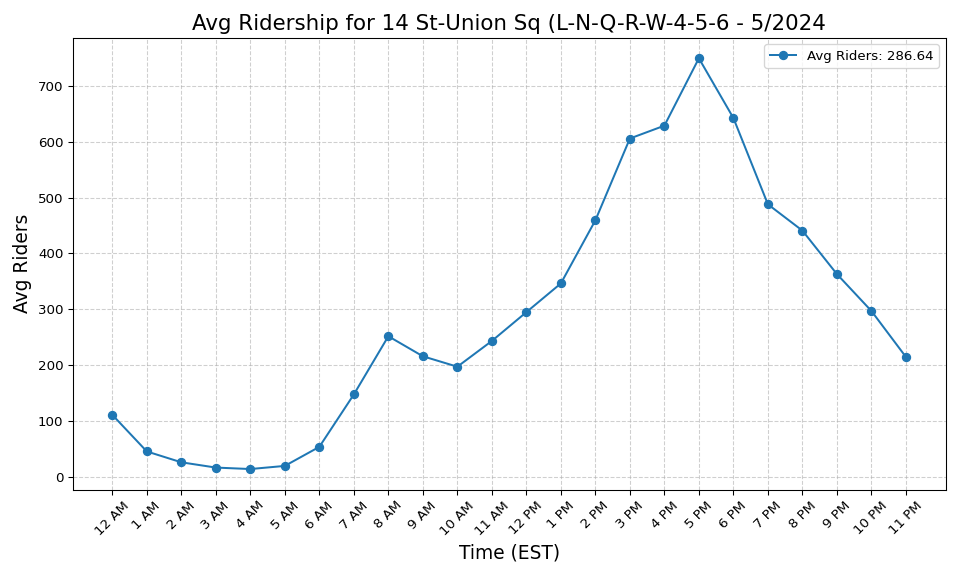 Avg Ridership for 14 St-Union Sq (L-N-Q-R-W-4-5-6 - 5/2024
Avg Riders: 286.64
Avg Riders
700
600
500
400
300
200
100
0
12 AM
1 AM
2 AM
3 AM
4 AM
5 AM
6 AM
7 AM
8 AM
9 AM
10 AM
11 AM
12 PM
1 PM
2 PM
3 PM
4 PM
5 PM
6 PM
7 PM
8 PM
9 PM
10 PM
11 PM
Time (EST)